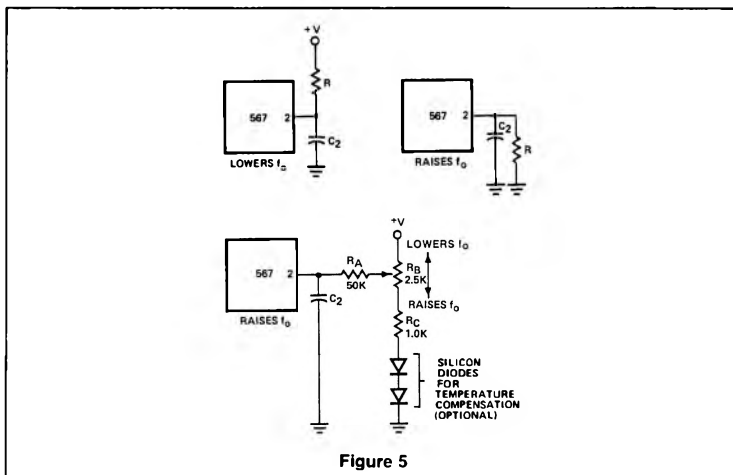 +V
R
567 2
C2
LOWERS fo
567 2
C2
R
RAISES fo
+V
LOWERS fo
567 2
RA
50K
RB
2.5K
C2
RAISES fo
RAISES fo
RC
1.0K
SILICON
DIODES
FOR
TEMPERATURE
COMPENSATION
(OPTIONAL)
Figure 5